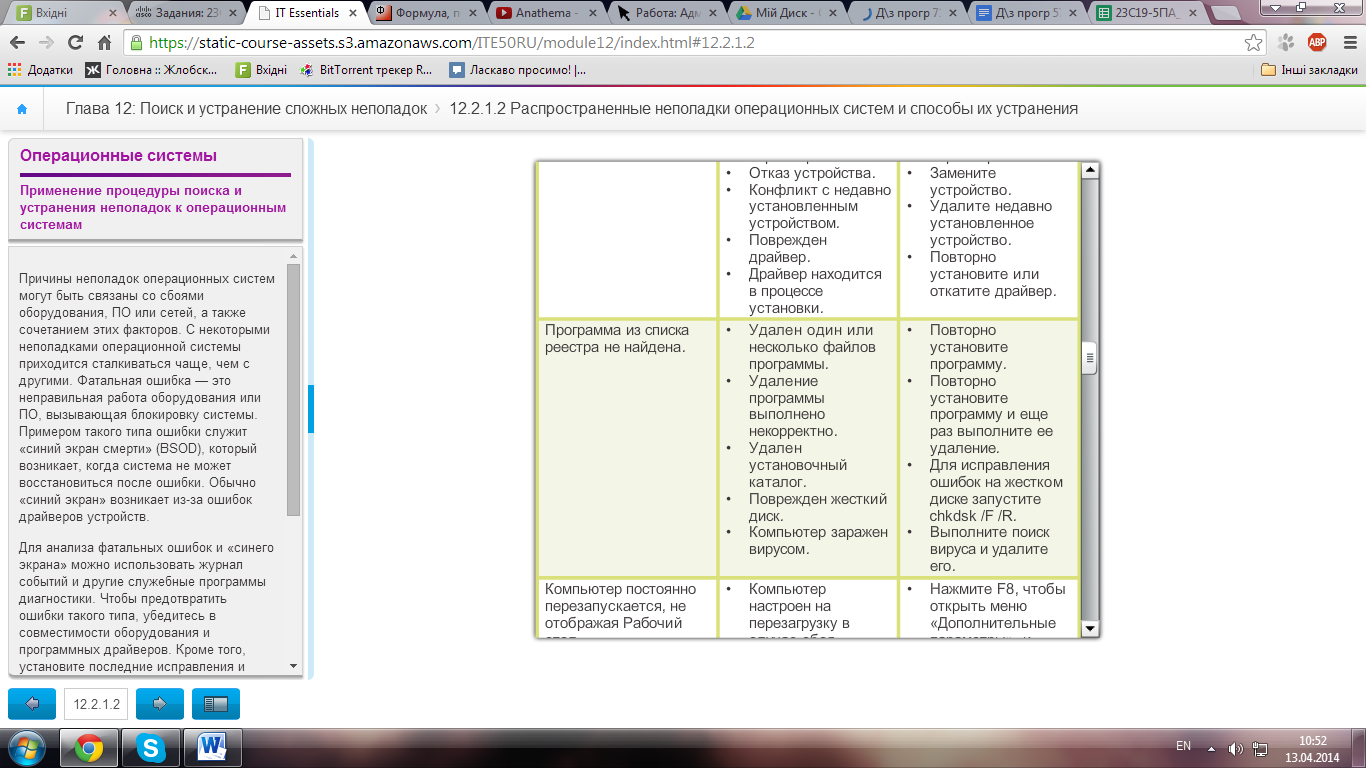 Вхідні
Задания: 23С
IT Essentials
Формула, п
Anathema -
Работа: Адм
Мій Диск - G
Д\з прогр 7
Д\з прогр 5
23С19-5ПА_
https://static-course-assets.s3.amazonaws.com/ITE50RU/module12/index.html#12.2.1.2
Додатки
Головна :: Жлобск...
Вхідні
BitTorrent трекер R...
Ласкаво просимо! |...
Інші закладки
Глава 12: Поиск и устранение сложных неполадок
12.2.1.2 Распространенные неполадки операционных систем и способы их устранения
Операционные системы
Применение процедуры поиска и
устранения неполадок к операционным
системам
Причины неполадок операционных систем
могут быть связаны со сбоями
оборудования, ПО или сетей, а также
сочетанием этих факторов. С некоторыми
неполадками операционной системы
приходится сталкиваться чаще, чем с
другими. Фатальная ошибка — это
неправильная работа оборудования или
ПО, вызывающая блокировку системы.
Примером такого типа ошибки служит
«синий экран смерти» (BSOD), который
возникает, когда система не может
восстановиться после ошибки. Обычно
«синий экран» возникает из-за ошибок
драйверов устройств.
Для анализа фатальных ошибок и «синего
экрана» можно использовать журнал
событий и другие служебные программы
диагностики. Чтобы предотвратить
ошибки такого типа, убедитесь в
совместимости оборудования и
программных драйверов. Кроме того,
установите последние исправления и
• Отказ устройства.
• Конфликт с недавно
установленным
устройством.
• Поврежден
драйвер.
• Драйвер находится
в процессе
установки.
• Замените
устройство.
• Удалите недавно
установленное
устройство.
• Повторно
установите или
откатите драйвер.
Программа из списка
реестра не найдена.
• Удален один или
несколько файлов
программы.
• Удаление
программы
выполнено
некорректно.
• Удален
установочный
каталог.
• Поврежден жесткий
диск.
• Компьютер заражен
вирусом.
• Повторно
установите
программу.
• Повторно
установите
программу и еще
раз выполните ее
удаление.
• Для исправления
ошибок на жестком
диске запустите
chkdsk /F /R.
• Выполните поиск
вируса и удалите
его.
Компьютер постоянно
перезапускается, не
отображая Рабочий
• Компьютер
настроен на
перезагрузку в
• Нажмите F8, чтобы
открыть меню
«Дополнительные
12.2.1.2
EN
10:52
13.04.2014